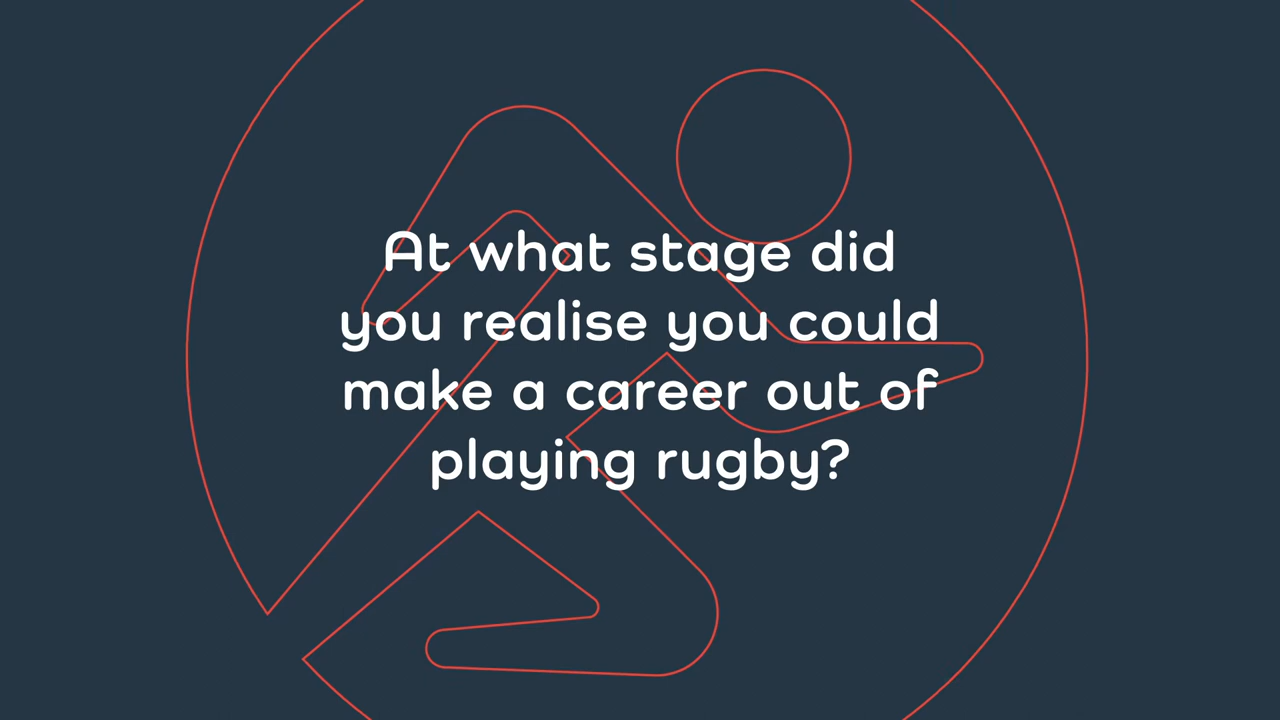 At what stage did
you realise you could
make a career out of
playing rugby?